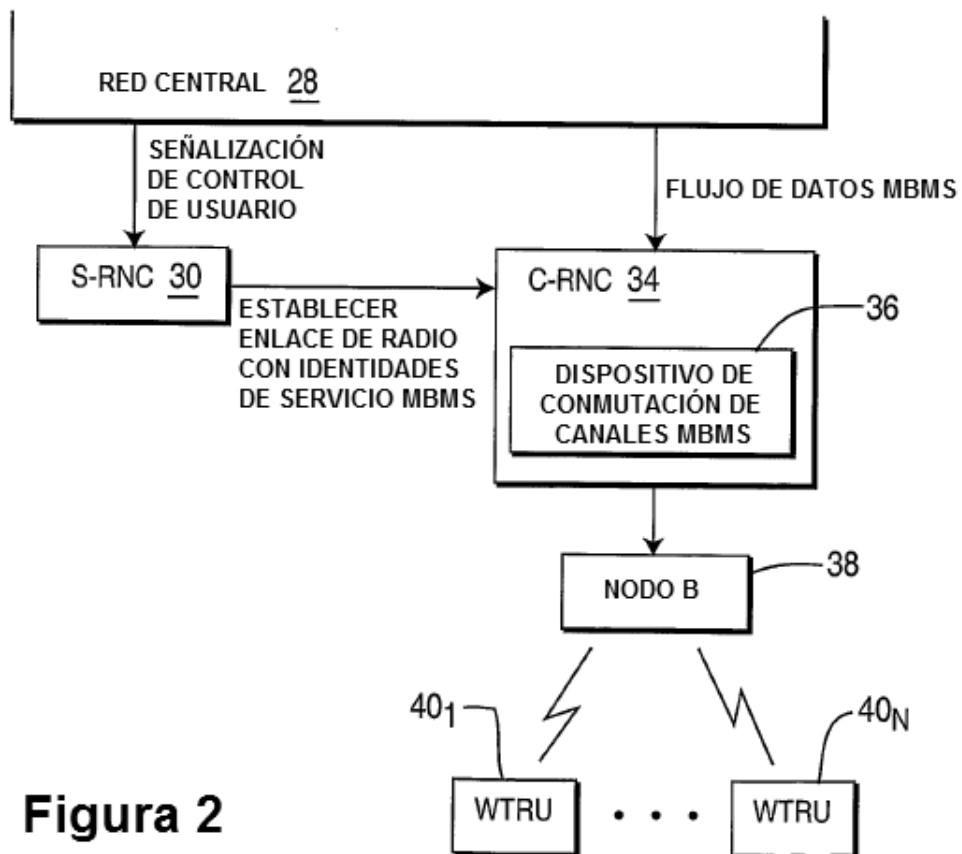 RED CENTRAL 28
SEÑALIZACIÓN
DE CONTROL
DE USUARIO
FLUJO DE DATOS MBMS
S-RNC 30
ESTABLECER
ENLACE DE RADIO
CON IDENTIDADES
DE SERVICIO MBMS
C-RNC 34
36
DISPOSITIVO DE
CONMUTACIÓN DE
CANALES MBMS
NODO B
38
40₁
40ₙ
WTRU
• • •
WTRU
Figura 2